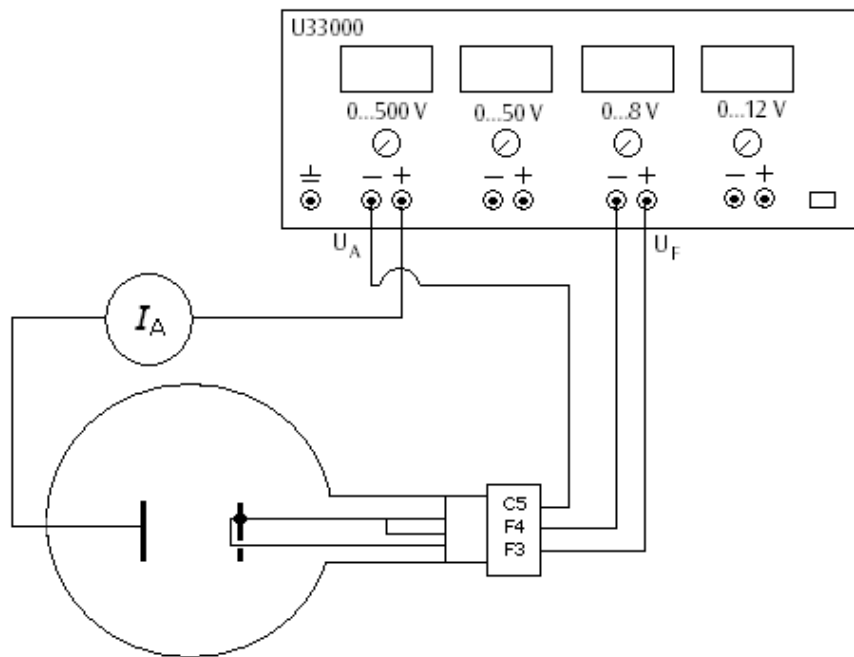 U33000
0...500 V 0...50 V 0...8 V 0...12 V
− + − + − + − +
U_A U_F
I_A
C5
F4
F3